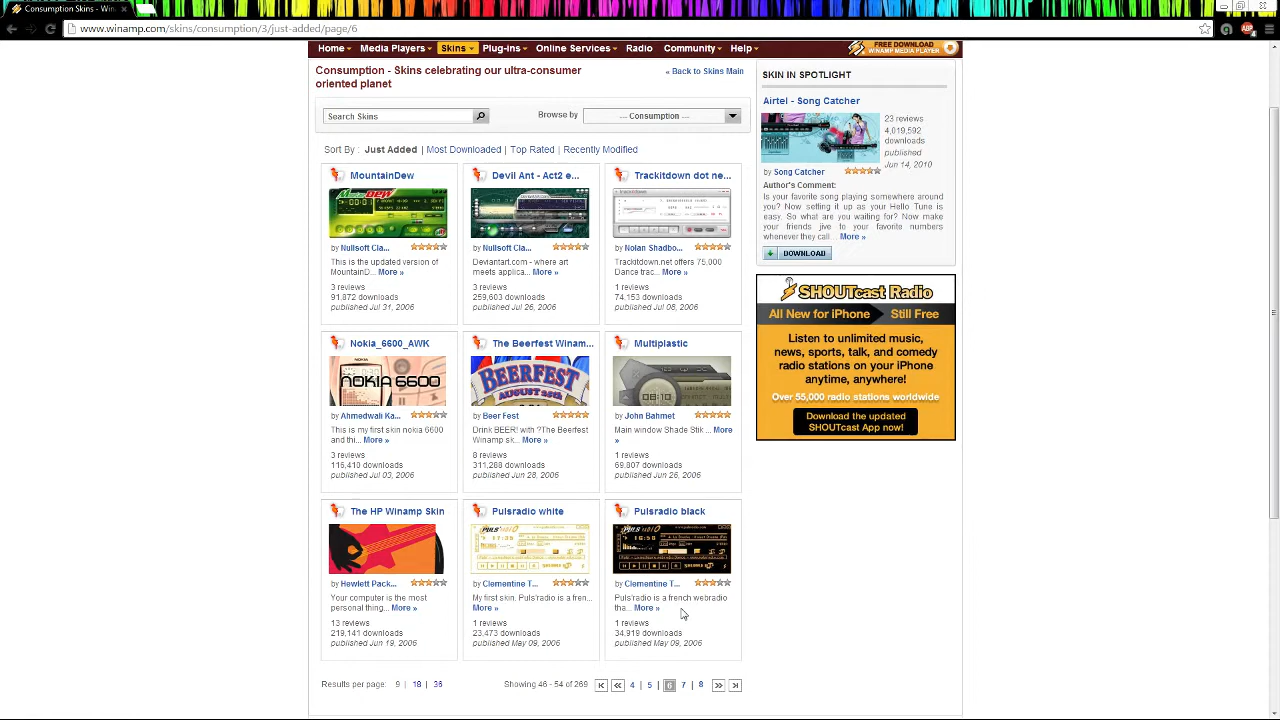 Consumption Skins - Win
www.winamp.com/skins/consumption/3/just-added/page/6
Home Media Players Skins Plug-ins Online Services Radio Community Help
FREE DOWNLOAD
WINAMP MEDIA PLAYER
Consumption - Skins celebrating our ultra-consumer
oriented planet
« Back to Skins Main
Search Skins
Browse by
---- Consumption ----
Sort By : Just Added | Most Downloaded | Top Rated | Recently Modified
MountainDew
by Nullsoft Cla...
This is the updated version of
MountainD... More »
3 reviews
91,872 downloads
published Jul 31, 2006
Devil Ant - Act2 e...
by Nullsoft Cla...
Deviantart.com - where art
meets applica... More »
3 reviews
259,603 downloads
published Jul 26, 2006
Trackitdown dot ne...
by Nolan Shadbo...
Trackitdown.net offers 75,000
Dance trac... More »
1 reviews
74,153 downloads
published Jul 08, 2006
Nokia_6600_AWK
NOKIA 6600
by Ahmedwali Ka...
This is my first skin nokia 6600
and thi... More »
3 reviews
116,410 downloads
published Jul 03, 2006
The Beerfest Winam...
BEERFEST
AUGUST 25th
by Beer Fest
Drink BEER! with ?The Beerfest
Winamp sk... More »
8 reviews
311,288 downloads
published Jun 28, 2006
Multiplastic
08:10
by John Bahmet
Main window Shade Stik ... More
»
1 reviews
69,807 downloads
published Jun 26, 2006
The HP Winamp Skin
by Hewlett Pack...
Your computer is the most
personal thing... More »
13 reviews
219,141 downloads
published Jun 19, 2006
Pulsradio white
by Clementine T...
My first skin. Puls'radio is a fren...
More »
1 reviews
23,473 downloads
published May 09, 2006
Pulsradio black
by Clementine T...
Puls'radio is a french webradio
tha... More »
1 reviews
34,919 downloads
published May 09, 2006
Results per page: 9 | 18 | 36
Showing 46 - 54 of 269
4 | 5 | 6 | 7 | 8
SKIN IN SPOTLIGHT
Airtel - Song Catcher
23 reviews
4,019,592
downloads
published
Jun 14, 2010
by Song Catcher
Author's Comment:
Is your favorite song playing somewhere around
you? Now setting it up as your Hello Tune is
easy. So what are you waiting for? Now make
your friends jive to your favorite numbers
whenever they call... More »
DOWNLOAD
SHOUTcast Radio
All New for iPhone Still Free
Listen to unlimited music,
news, sports, talk, and comedy
radio stations on your iPhone
anytime, anywhere!
Over 55,000 radio stations worldwide
Download the updated
SHOUTcast App now!